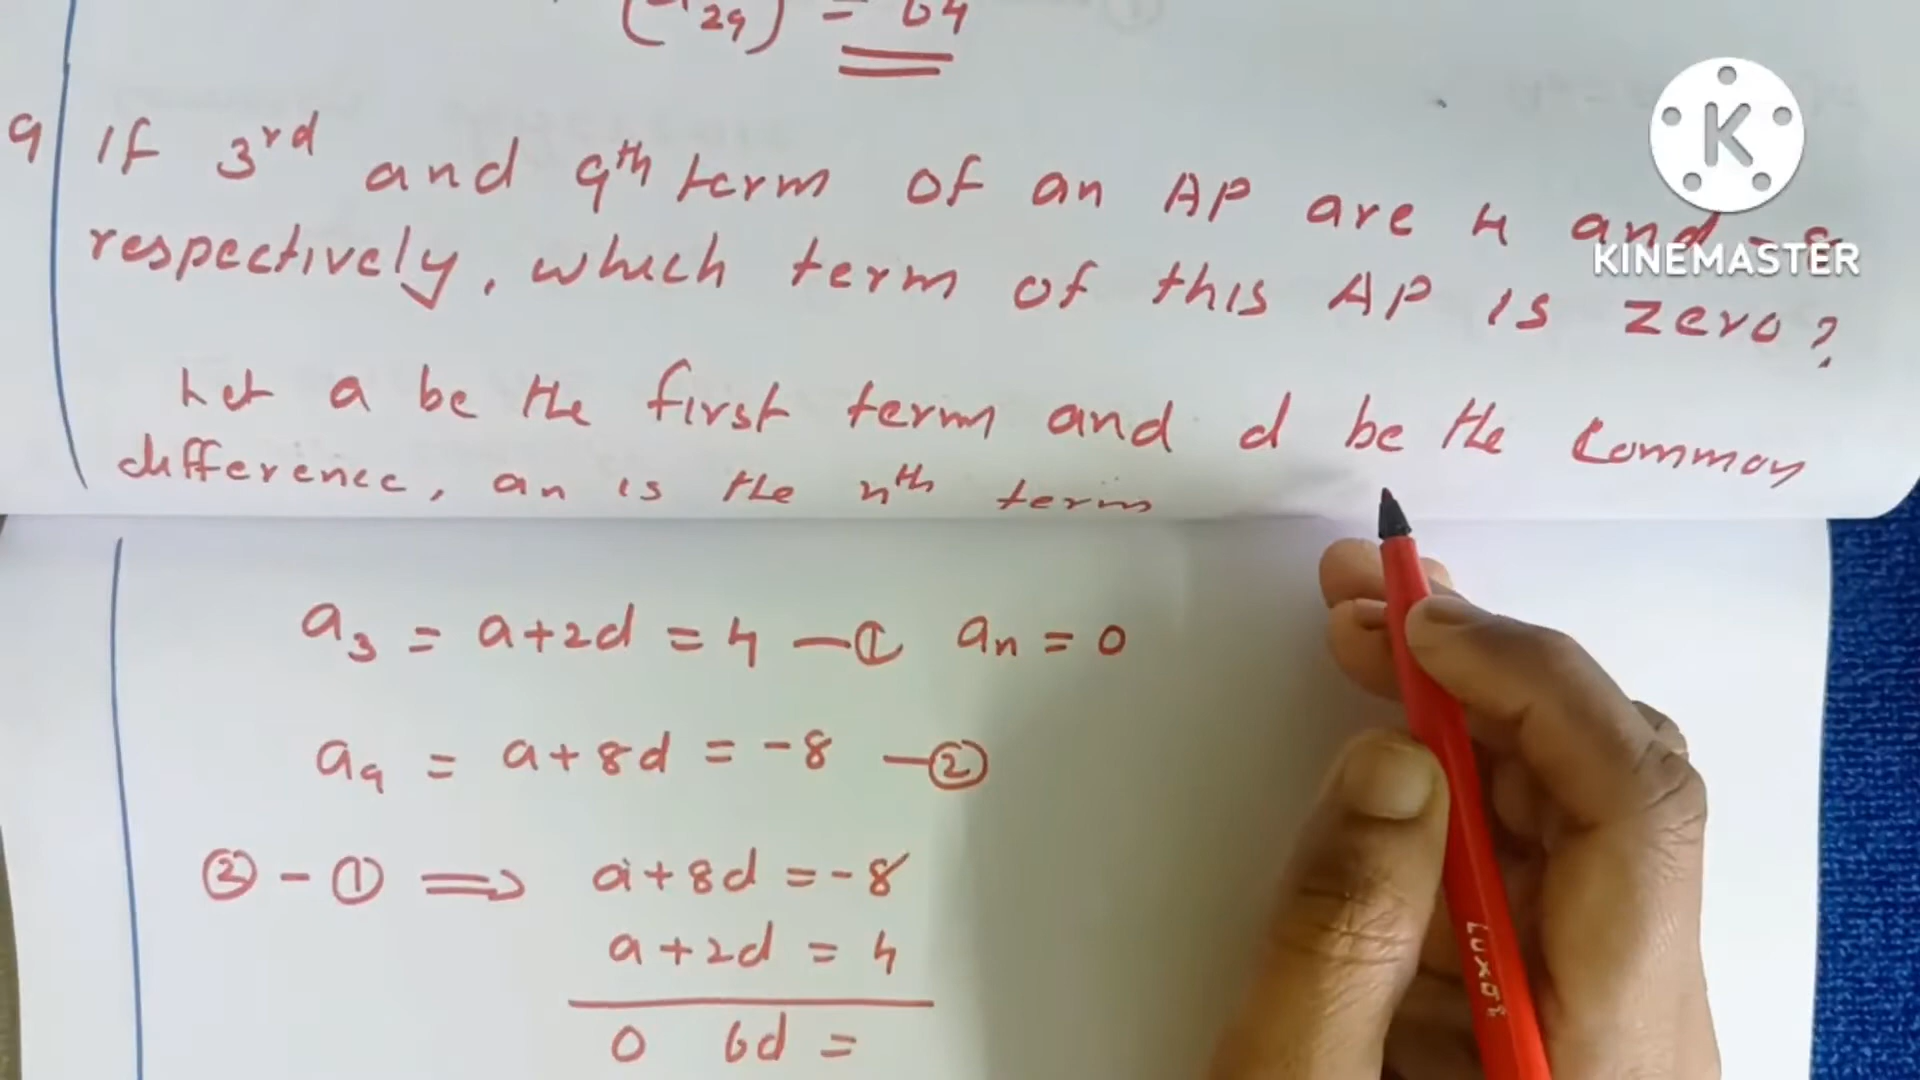 (a 29) = 64
K
KINEMASTER
9 If 3rd and 9th term of an AP are 4 and -8
respectively, which term of this AP is zero?
Let a be the first term and d be the common
difference, an is the nth term
a3 = a+2d = 4 —① an = 0
a9 = a+8d = -8 —②
② - ① ⟹ a+8d = -8
a+2d = 4
0 6d =
Luxor